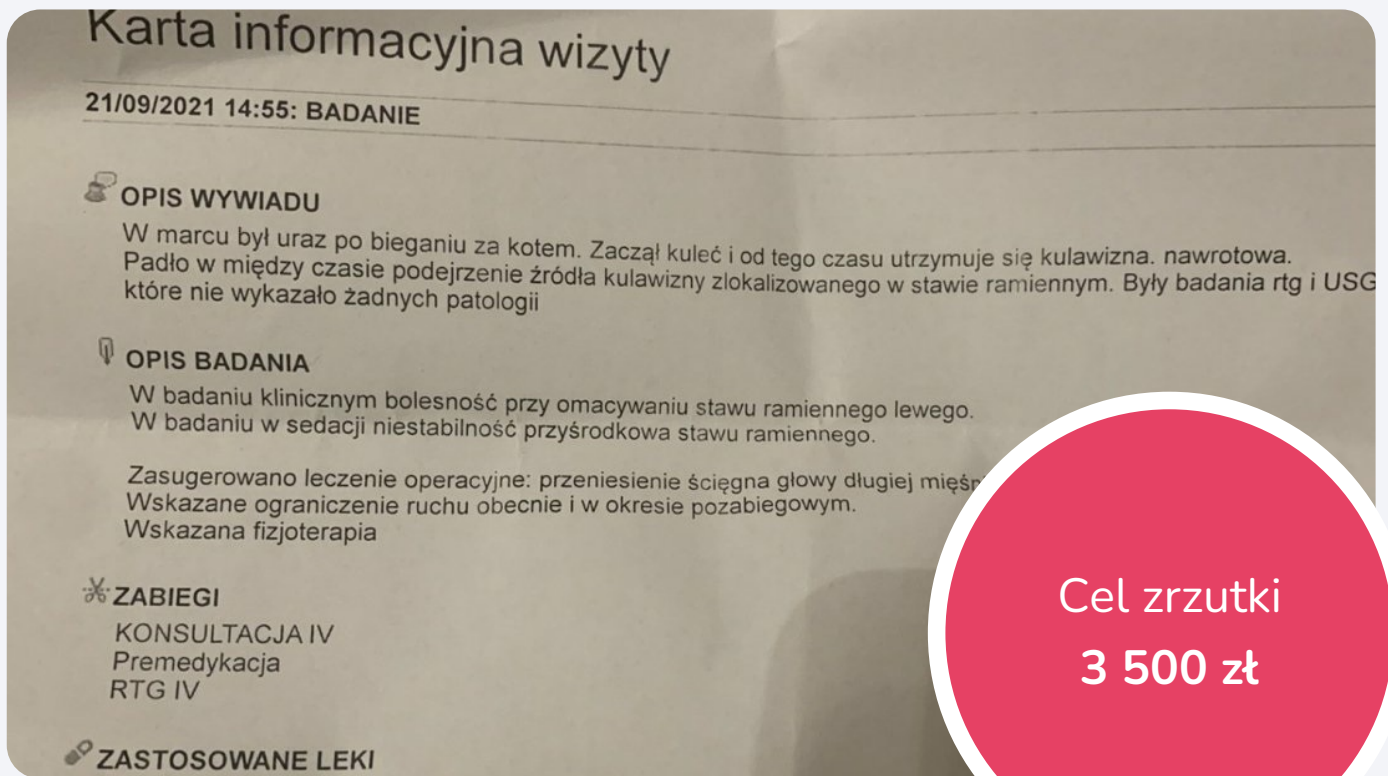 Karta informacyjna wizyty
21/09/2021 14:55: BADANIE
OPIS WYWIADU
W marcu był uraz po bieganiu za kotem. Zaczął kuleć i od tego czasu utrzymuje się kulawizna. nawrotowa.
Padło w między czasie podejrzenie źródła kulawizny zlokalizowanego w stawie ramiennym. Były badania rtg i USG
które nie wykazało żadnych patologii
OPIS BADANIA
W badaniu klinicznym bolesność przy omacywaniu stawu ramiennego lewego.
W badaniu w sedacji niestabilność przyśrodkowa stawu ramiennego.
Zasugerowano leczenie operacyjne: przeniesienie ścięgna głowy długiej
Wskazane ograniczenie ruchu obecnie i w okresie pozabiegowym.
Wskazana fizjoterapia
ZABIEGI
KONSULTACJA IV
Premedykacja
RTG IV
ZASTOSOWANE LEKI
Cel zrzutki
3 500 zł